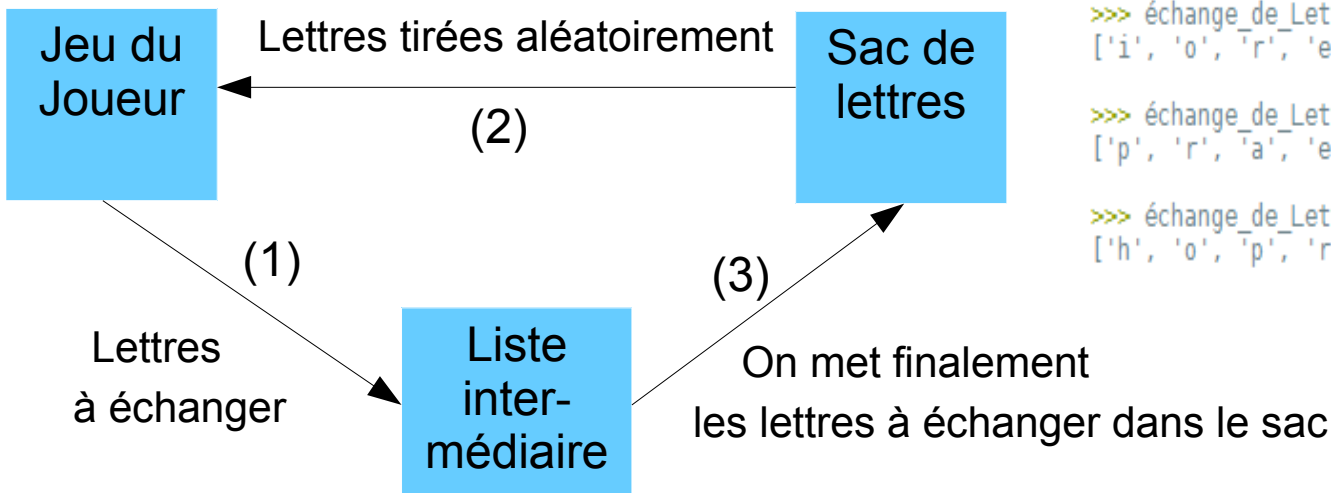 Jeu du
Joueur
Lettres tirées aléatoirement
(2)
Sac de
lettres
>>> échange_de_Let
['i', 'o', 'r', 'e
>>> échange_de_Let
['p', 'r', 'a', 'e
>>> échange_de_Let
['h', 'o', 'p', 'r
(1)
(3)
Lettres
à échanger
Liste
inter-
médiaire
On met finalement
les lettres à échanger dans le sac